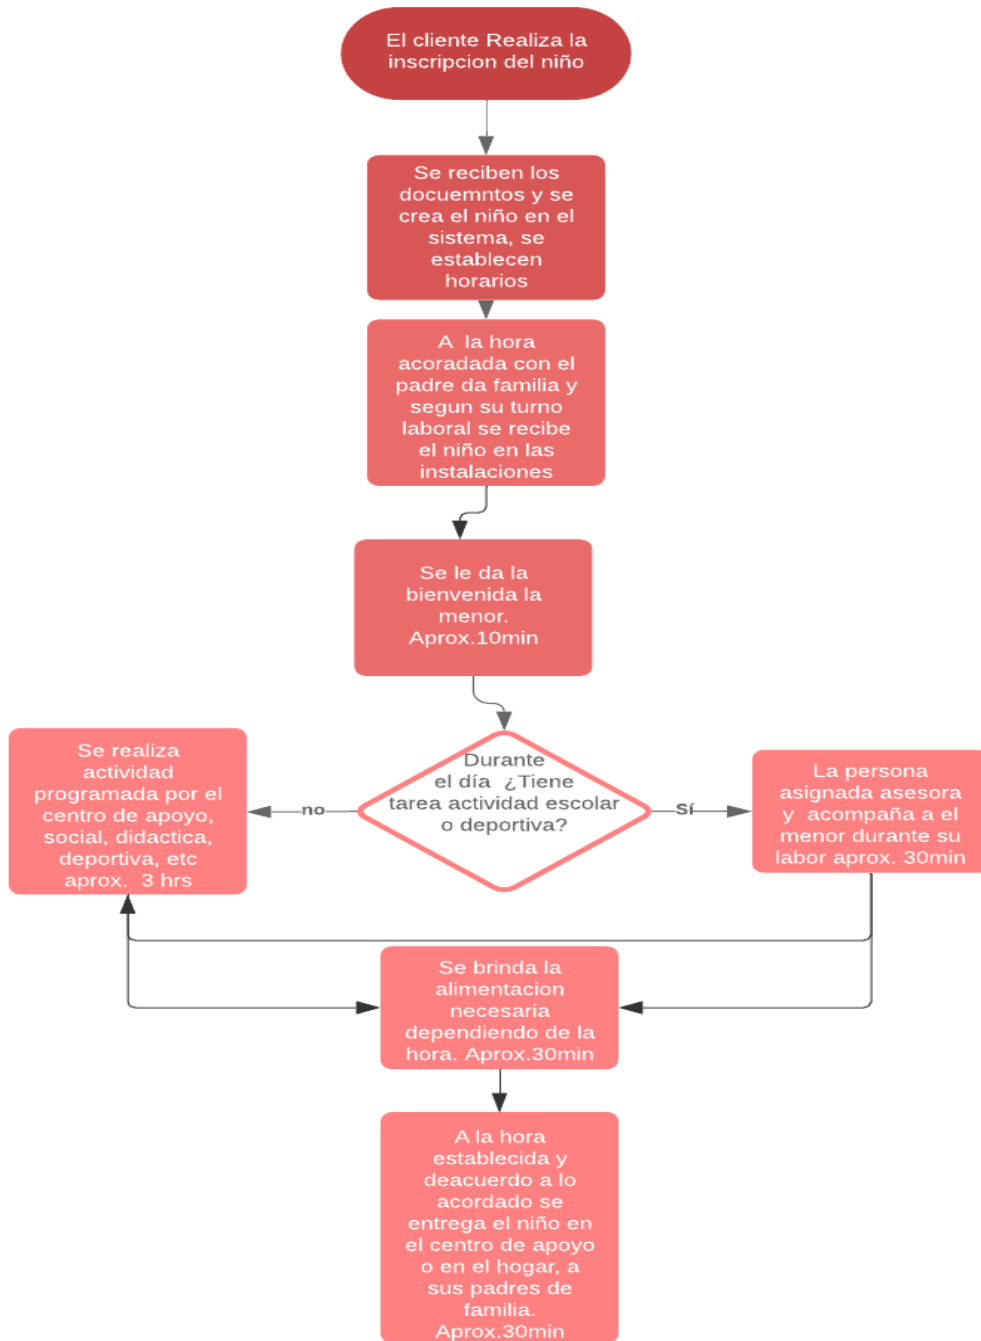 El cliente Realiza la
inscripcion del niño
Se reciben los
docuemntos y se
crea el niño en el
sistema, se
establecen
horarios
A  la hora
acoradada con el
padre da familia y
segun su turno
laboral se recibe
el niño en las
instalaciones
Se le da la
bienvenida la
menor.
Aprox.10min
Durante
el día  ¿Tiene
tarea actividad escolar
o deportiva?
no
Sí
Se realiza
actividad
programada por el
centro de apoyo,
social, didactica,
deportiva, etc
aprox.  3 hrs
La persona
asignada asesora
y  acompaña a el
menor durante su
labor aprox. 30min
Se brinda la
alimentacion
necesaria
dependiendo de la
hora. Aprox.30min
A la hora
establecida y
deacuerdo a lo
acordado se
entrega el niño en
el centro de apoyo
o en el hogar, a
sus padres de
familia.
Aprox.30min